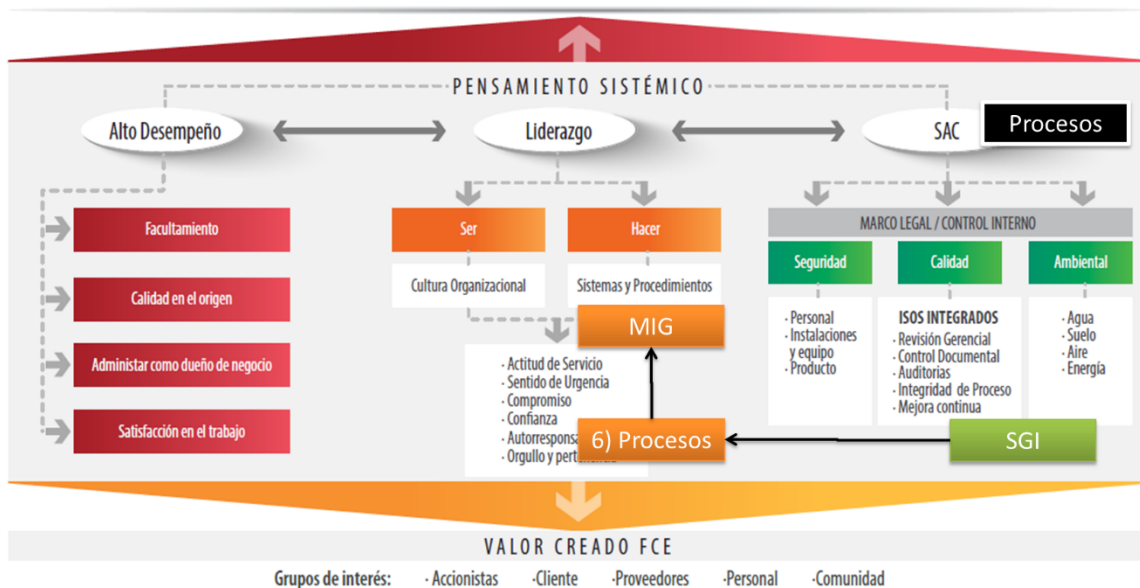 PENSAMIENTO SISTÉMICO
Alto Desempeño
Liderazgo
SAC
Procesos
Facultamiento
Calidad en el origen
Administrar como dueño de negocio
Satisfacción en el trabajo
Ser
Hacer
Cultura Organizacional
Sistemas y Procedimientos
MIG
· Actitud de Servicio
· Sentido de Urgencia
· Compromiso
· Confianza
· Autorresponsa
· Orgullo y
6) Procesos
MARCO LEGAL / CONTROL INTERNO
Seguridad
Calidad
Ambiental
· Personal
· Instalaciones
y equipo
· Producto
ISOS INTEGRADOS
· Revisión Gerencial
· Control Documental
· Auditorias
· Integridad de Proceso
· Mejora continua
· Agua
· Suelo
· Aire
· Energía
SGI
VALOR CREADO FCE
Grupos de interés: · Accionistas ·Cliente ·Proveedores ·Personal ·Comunidad